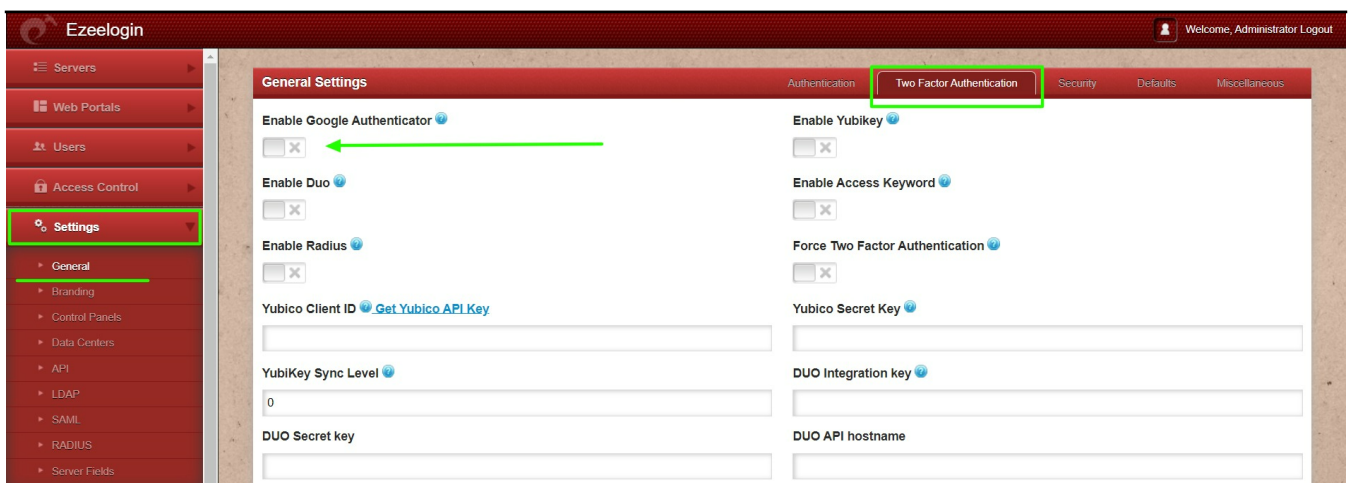 Ezeelogin
Welcome, Administrator Logout
Servers
Web Portals
Users
Access Control
Settings
General
Branding
Control Panels
Data Centers
API
LDAP
SAML
RADIUS
Server Fields
General Settings
Authentication
Two Factor Authentication
Security
Defaults
Miscellaneous
Enable Google Authenticator
Enable Yubikey
Enable Duo
Enable Access Keyword
Enable Radius
Force Two Factor Authentication
Yubico Client ID Get Yubico API Key
Yubico Secret Key
YubiKey Sync Level
0
DUO Integration key
DUO Secret key
DUO API hostname